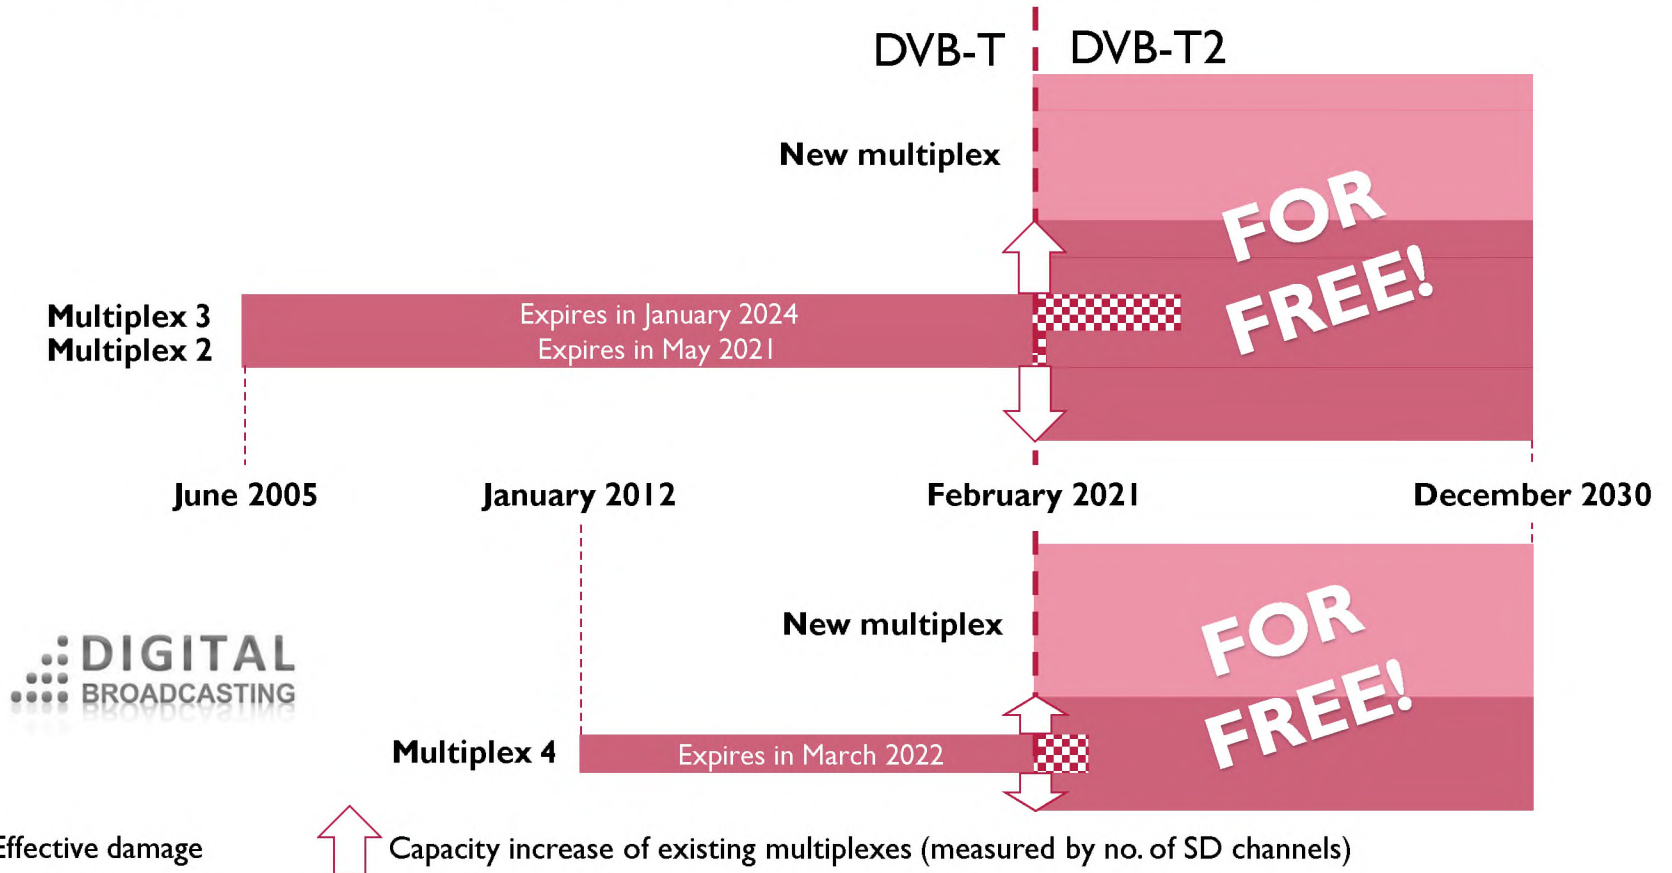 DVB-T
DVB-T2
New multiplex
FOR
FREE!
Multiplex 3
Expires in January 2024
Multiplex 2
Expires in May 2021
June 2005
January 2012
February 2021
December 2030
New multiplex
FOR
FREE!
DIGITAL
BROADCASTING
Multiplex 4
Expires in March 2022
Effective damage
Capacity increase of existing multiplexes (measured by no. of SD channels)